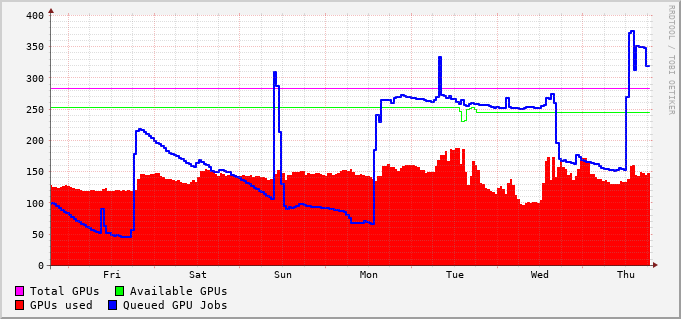 400
350
300
250
200
150
100
50
0
Fri Sat Sun Mon Tue Wed Thu
Total GPUs Available GPUs
GPUs used Queued GPU Jobs
RRDTOOL / TOBI OETIKER